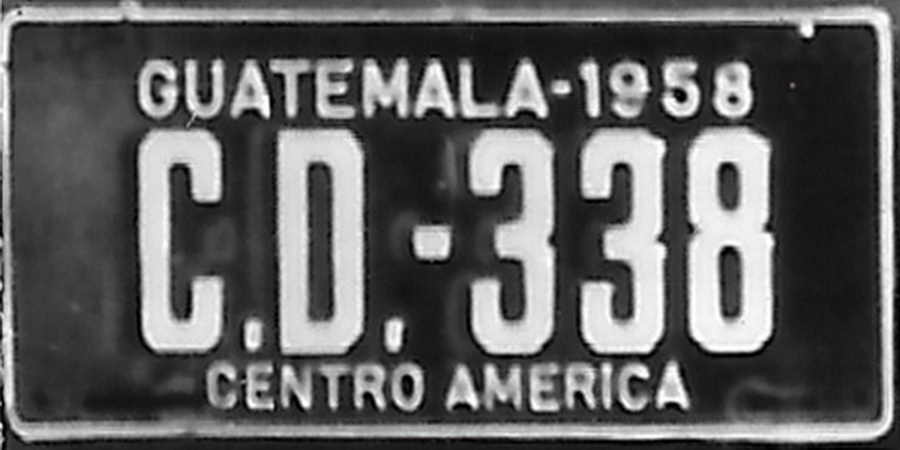 GUATEMALA-1958
C.D.-338
CENTRO AMERICA